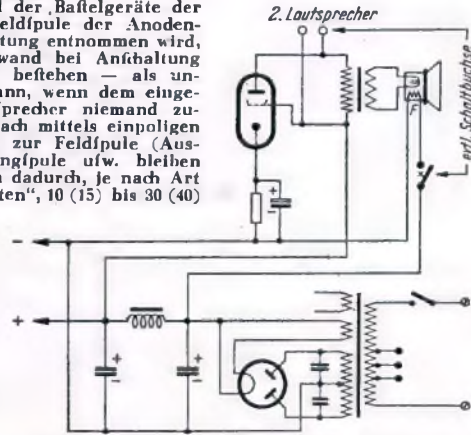 l der Baſtelgeräte der
eldſpule der Anoden-
tung entnommen wird,
wand bei Anſchaltung
beſtehen — als un-
ann, wenn dem einge-
ſprecher niemand zu-
ach mittels einpoligen
zur Feldſpule (Aus-
ngſpule uſw. bleiben
dadurch, je nach Art
ten“, 10 (15) bis 30 (40)
2. Lautsprecher
F
evtl. Schaltbuchse
+
-
-
+
+
-
+
-